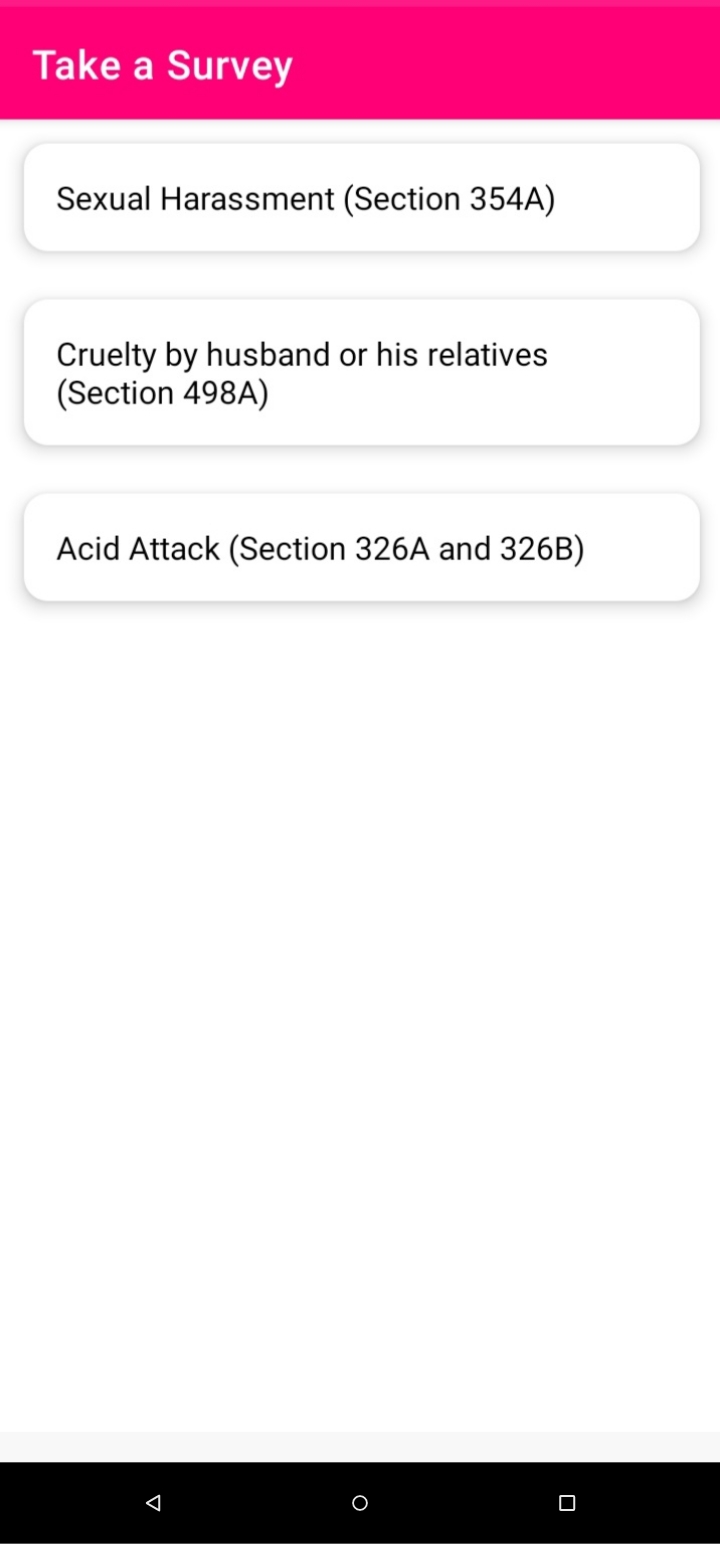 Take a Survey
Sexual Harassment (Section 354A)
Cruelty by husband or his relatives
(Section 498A)
Acid Attack (Section 326A and 326B)